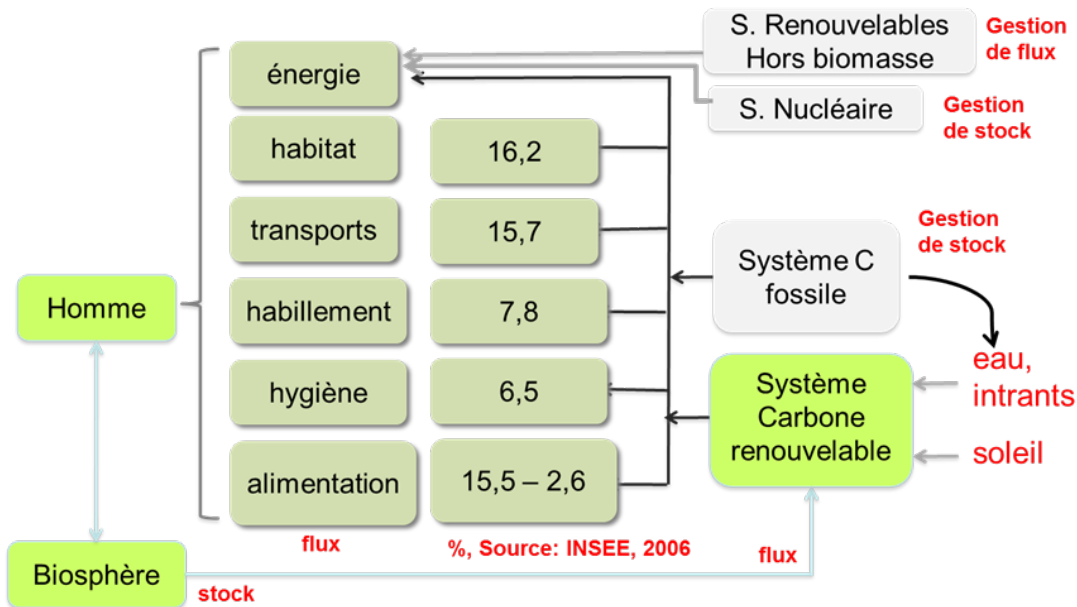 S. Renouvelables
Hors biomasse
Gestion
de flux
énergie
S. Nucléaire
Gestion
de stock
habitat
16,2
transports
15,7
Gestion
de stock
Système C
fossile
Homme
habillement
7,8
eau,
intrants
hygiène
6,5
Système
Carbone
renouvelable
soleil
alimentation
15,5 – 2,6
flux
%, Source: INSEE, 2006
flux
Biosphère
stock